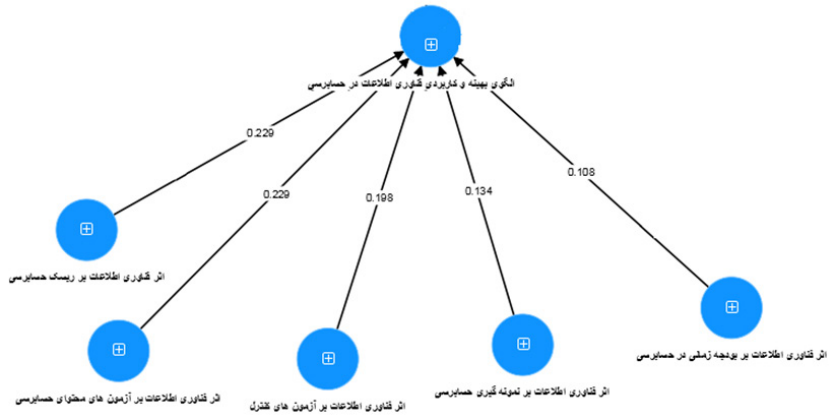 الگوی بهینه و کاربردی فناوری اطلاعات در حسابرسی
0.229
0.229
0.198
0.134
0.108
اثر فناوری اطلاعات بر ریسک حسابرسی
اثر فناوری اطلاعات بر آزمون های محتوای حسابرسی
اثر فناوری اطلاعات بر آزمون های کنترل
اثر فناوری اطلاعات بر نمونه گیری حسابرسی
اثر فناوری اطلاعات بر بودجه زمانی در حسابرسی